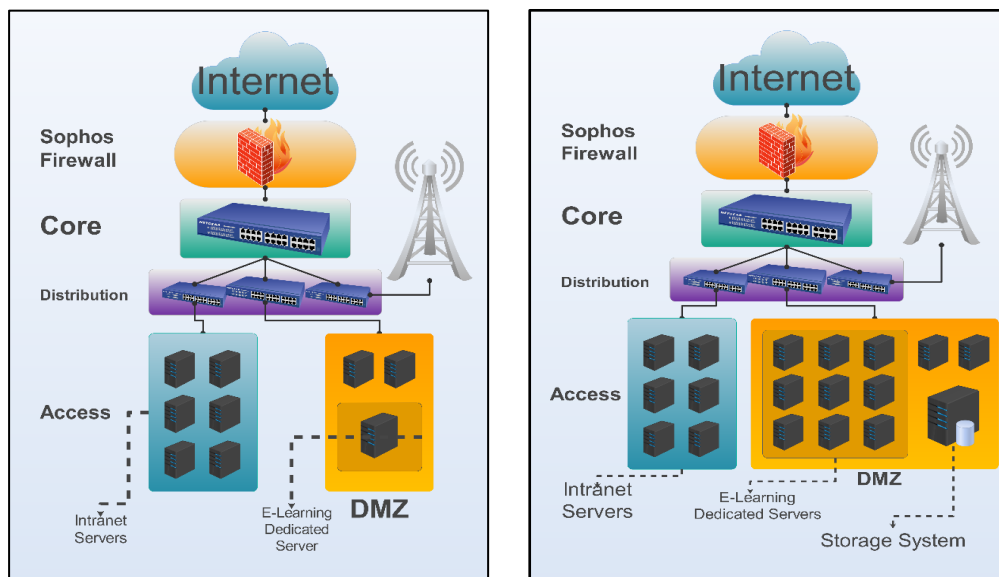 Internet
Sophos
Firewall
Core
Distribution
Access
DMZ
Intranet
Servers
E-Learning
Dedicated
Server
Internet
Sophos
Firewall
Core
Distribution
Access
DMZ
Intranet
Servers
E-Learning
Dedicated Servers
Storage System